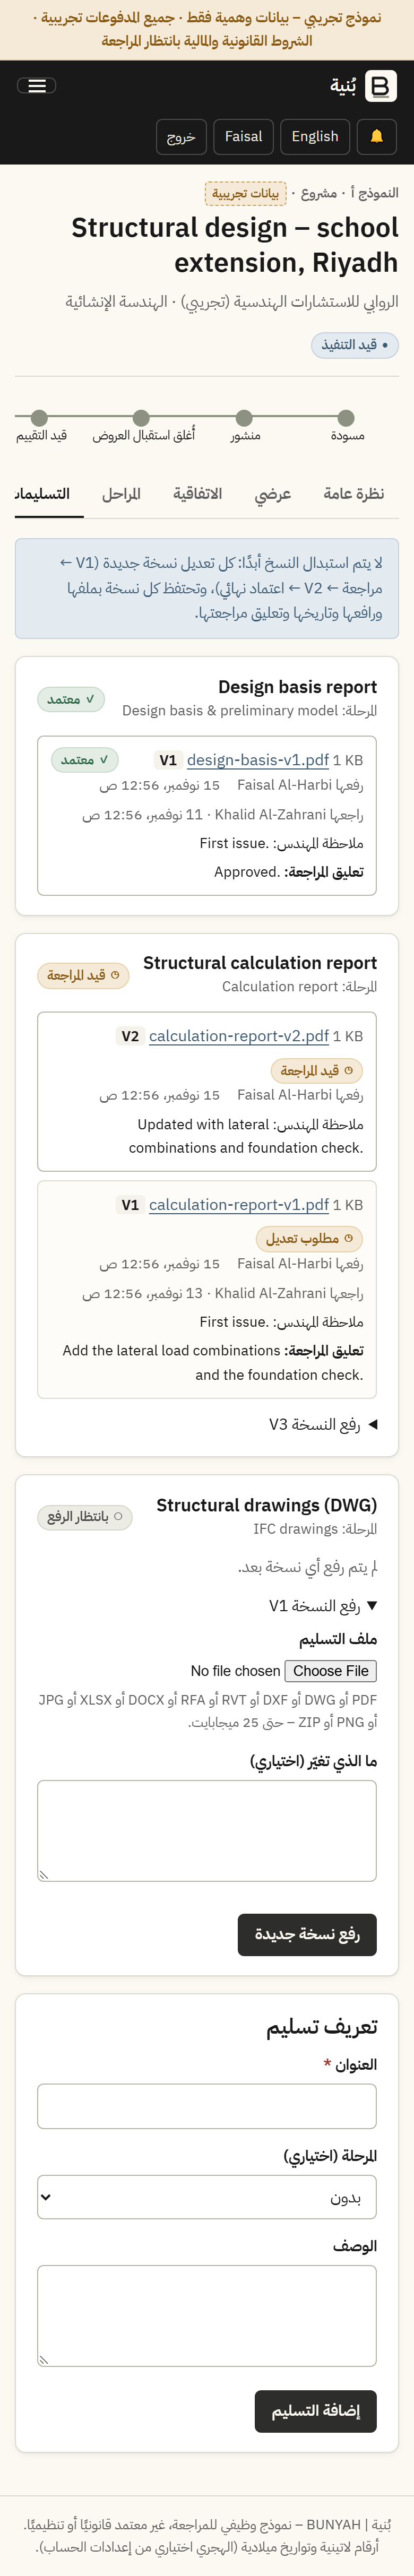 نموذج تجريبي – بيانات وهمية فقط · جميع المدفوعات تجريبية ·
الشروط القانونية والمالية بانتظار المراجعة
بُنية
🔔 English Faisal خروج
النموذج أ · مشروع · بيانات تجريبية
Structural design – school
extension, Riyadh
الروابي للاستشارات الهندسية (تجريبي) · الهندسة الإنشائية
• قيد التنفيذ
مسودة منشور أُغلق استقبال العروض قيد التقييم
نظرة عامة عرضي الاتفاقية المراحل التسليمات
لا يتم استبدال النسخ أبدًا: كل تعديل نسخة جديدة (V1 ←
مراجعة ← V2 ← اعتماد نهائي)، وتحتفظ كل نسخة بملفها
ورافعها وتاريخها وتعليق مراجعتها.
Design basis report
✓ معتمد
المرحلة: Design basis & preliminary model
V1 design-basis-v1.pdf 1 KB
✓ معتمد
رفعها Faisal Al-Harbi 15 نوفمبر، 12:56 ص
راجعها Khalid Al-Zahrani · 11 نوفمبر، 12:56 ص
ملاحظة المهندس: First issue.
تعليق المراجعة: Approved.
Structural calculation report
قيد المراجعة
المرحلة: Calculation report
V2 calculation-report-v2.pdf 1 KB
قيد المراجعة
رفعها Faisal Al-Harbi 15 نوفمبر، 12:56 ص
ملاحظة المهندس: Updated with lateral
combinations and foundation check.
V1 calculation-report-v1.pdf 1 KB
مطلوب تعديل
رفعها Faisal Al-Harbi 15 نوفمبر، 12:56 ص
راجعها Khalid Al-Zahrani · 13 نوفمبر، 12:56 ص
ملاحظة المهندس: First issue.
تعليق المراجعة: Add the lateral load combinations
and the foundation check.
◀ رفع النسخة V3
Structural drawings (DWG)
○ بانتظار الرفع
المرحلة: IFC drawings
لم يتم رفع أي نسخة بعد.
▼ رفع النسخة V1
ملف التسليم
Choose File No file chosen
PDF أو DWG أو DXF أو RVT أو RFA أو DOCX أو XLSX أو JPG
أو PNG أو ZIP – حتى 25 ميجابايت.
ما الذي تغيّر (اختياري)
رفع نسخة جديدة
تعريف تسليم
العنوان *
المرحلة (اختياري)
بدون
الوصف
إضافة التسليم
بُنية | BUNYAH – نموذج وظيفي للمراجعة، غير معتمد قانونيًا أو تنظيميًا.
أرقام لاتينية وتواريخ ميلادية (الهجري اختياري من إعدادات الحساب).